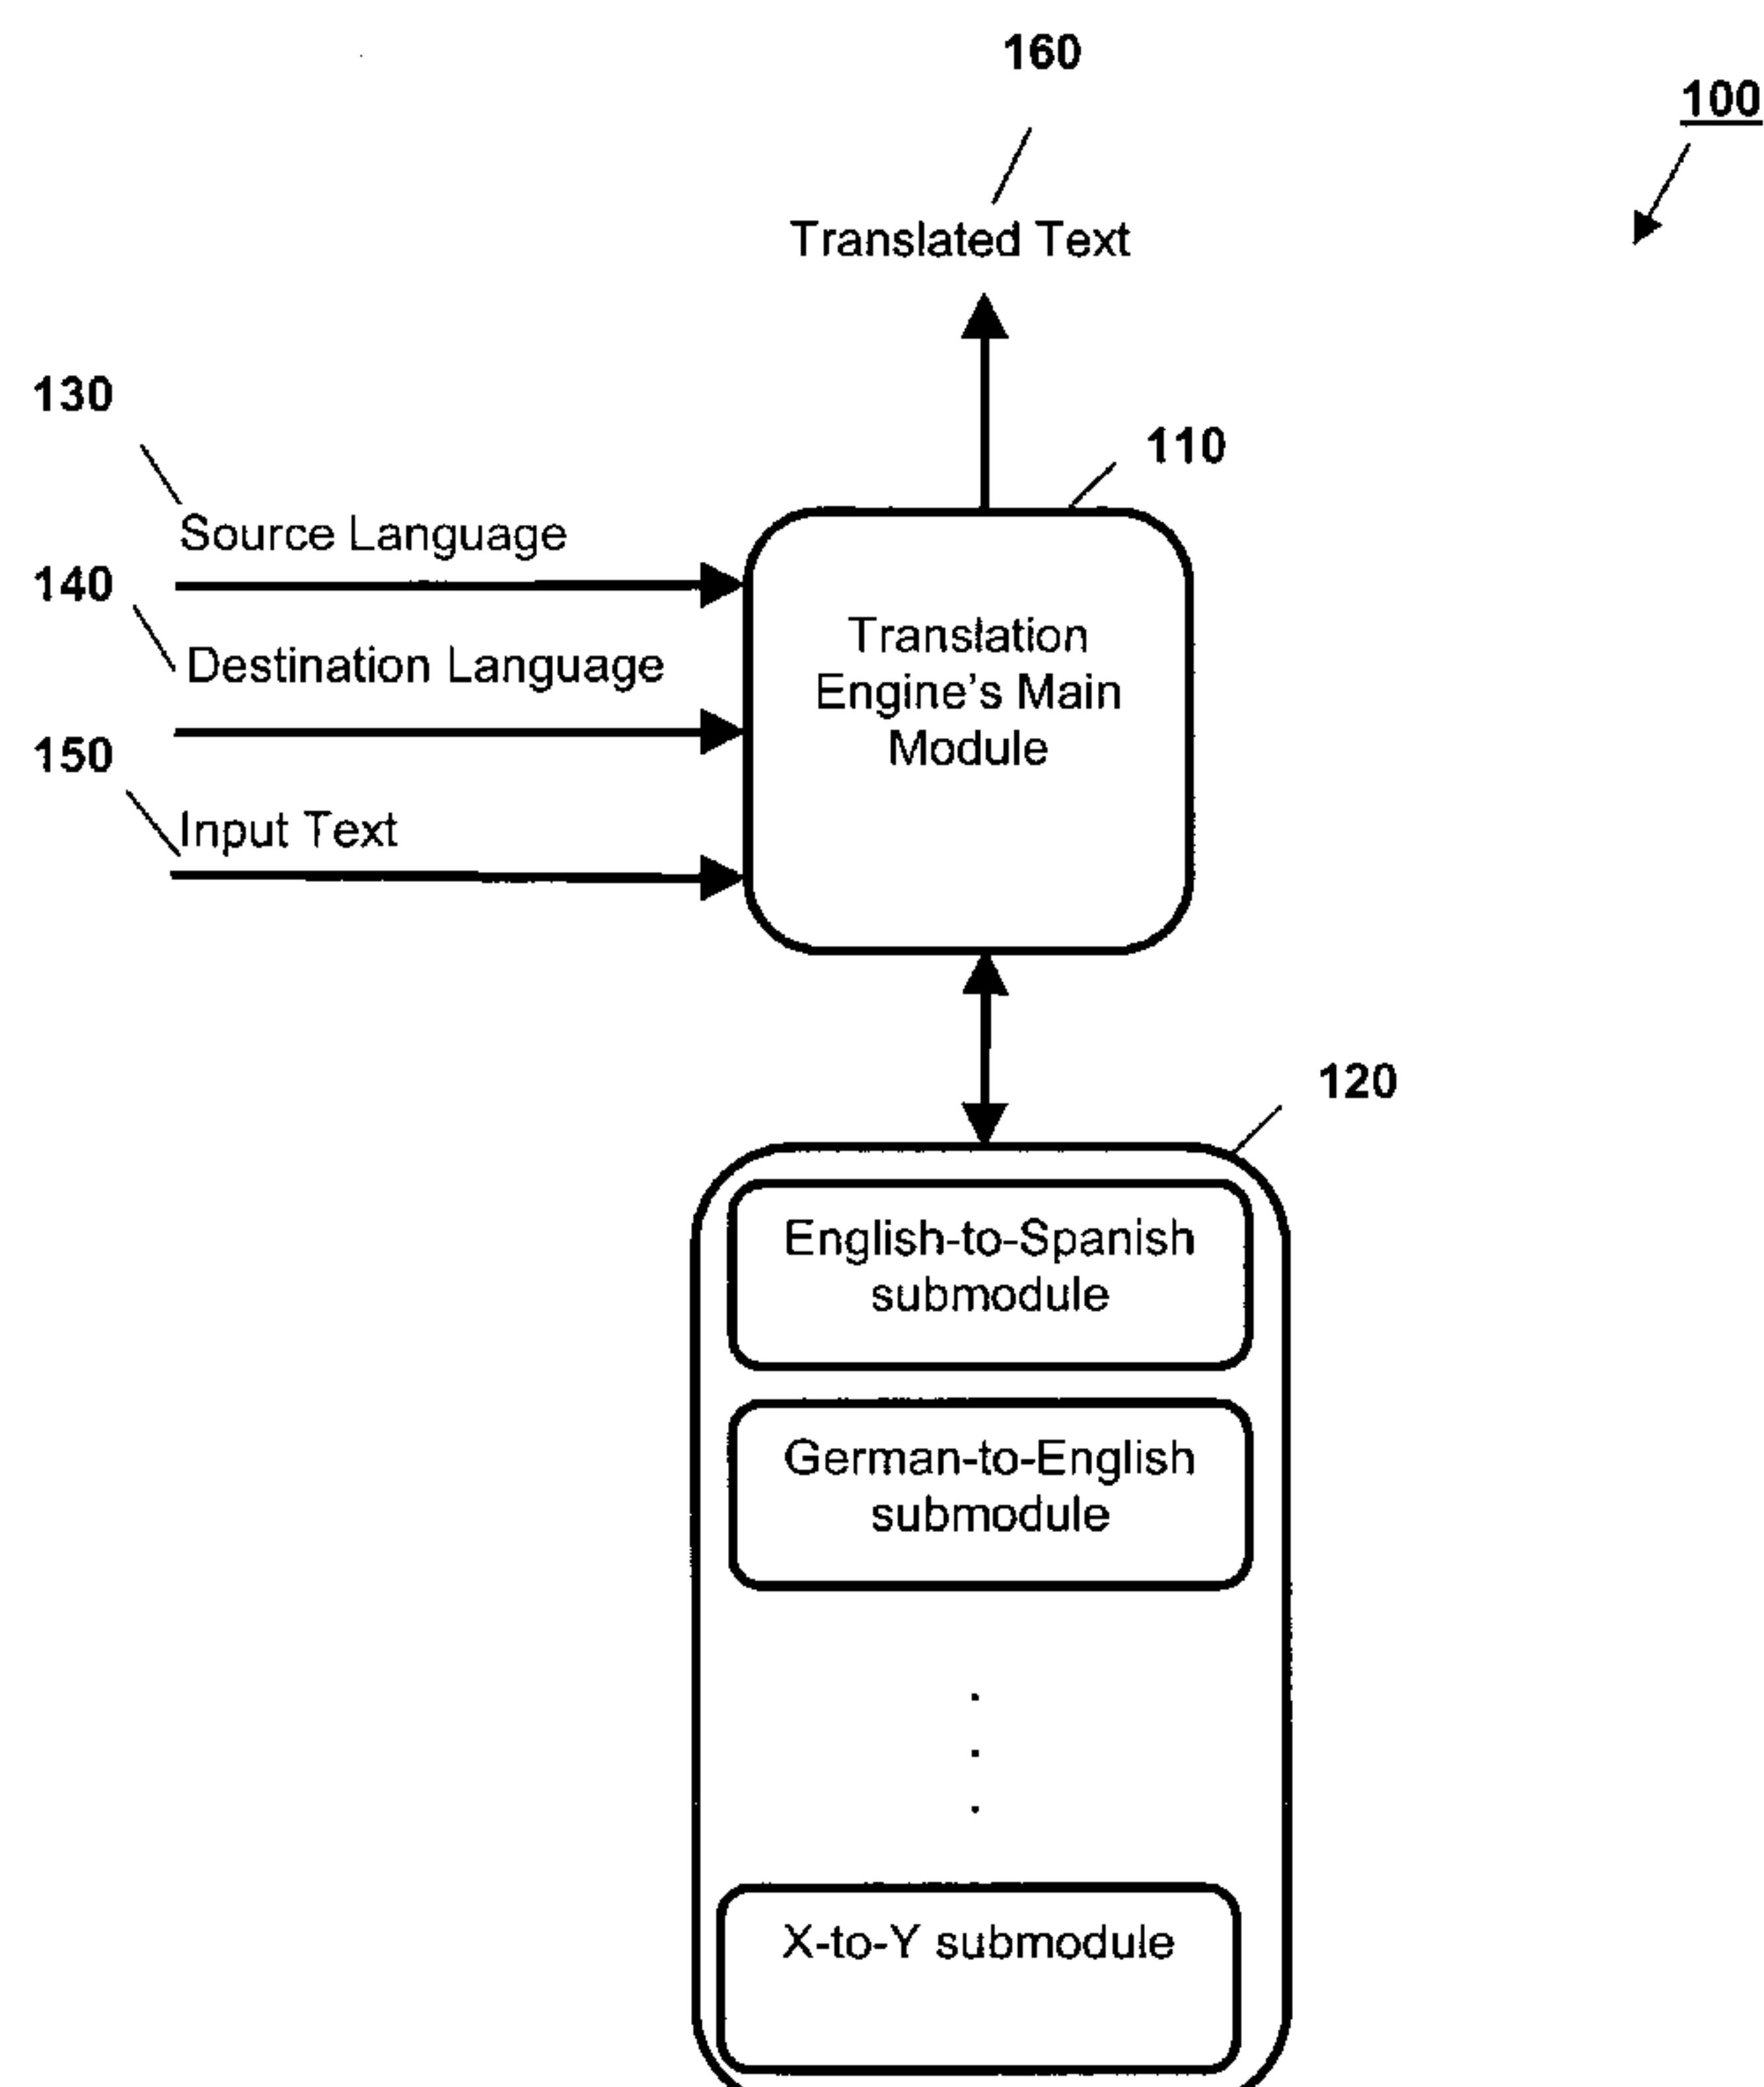 160
100
Translated Text
130
110
Source Language
140
Destination Language
150
Input Text
Translation
Engine's Main
Module
120
English-to-Spanish
submodule
German-to-English
submodule
.
.
.
X-to-Y submodule